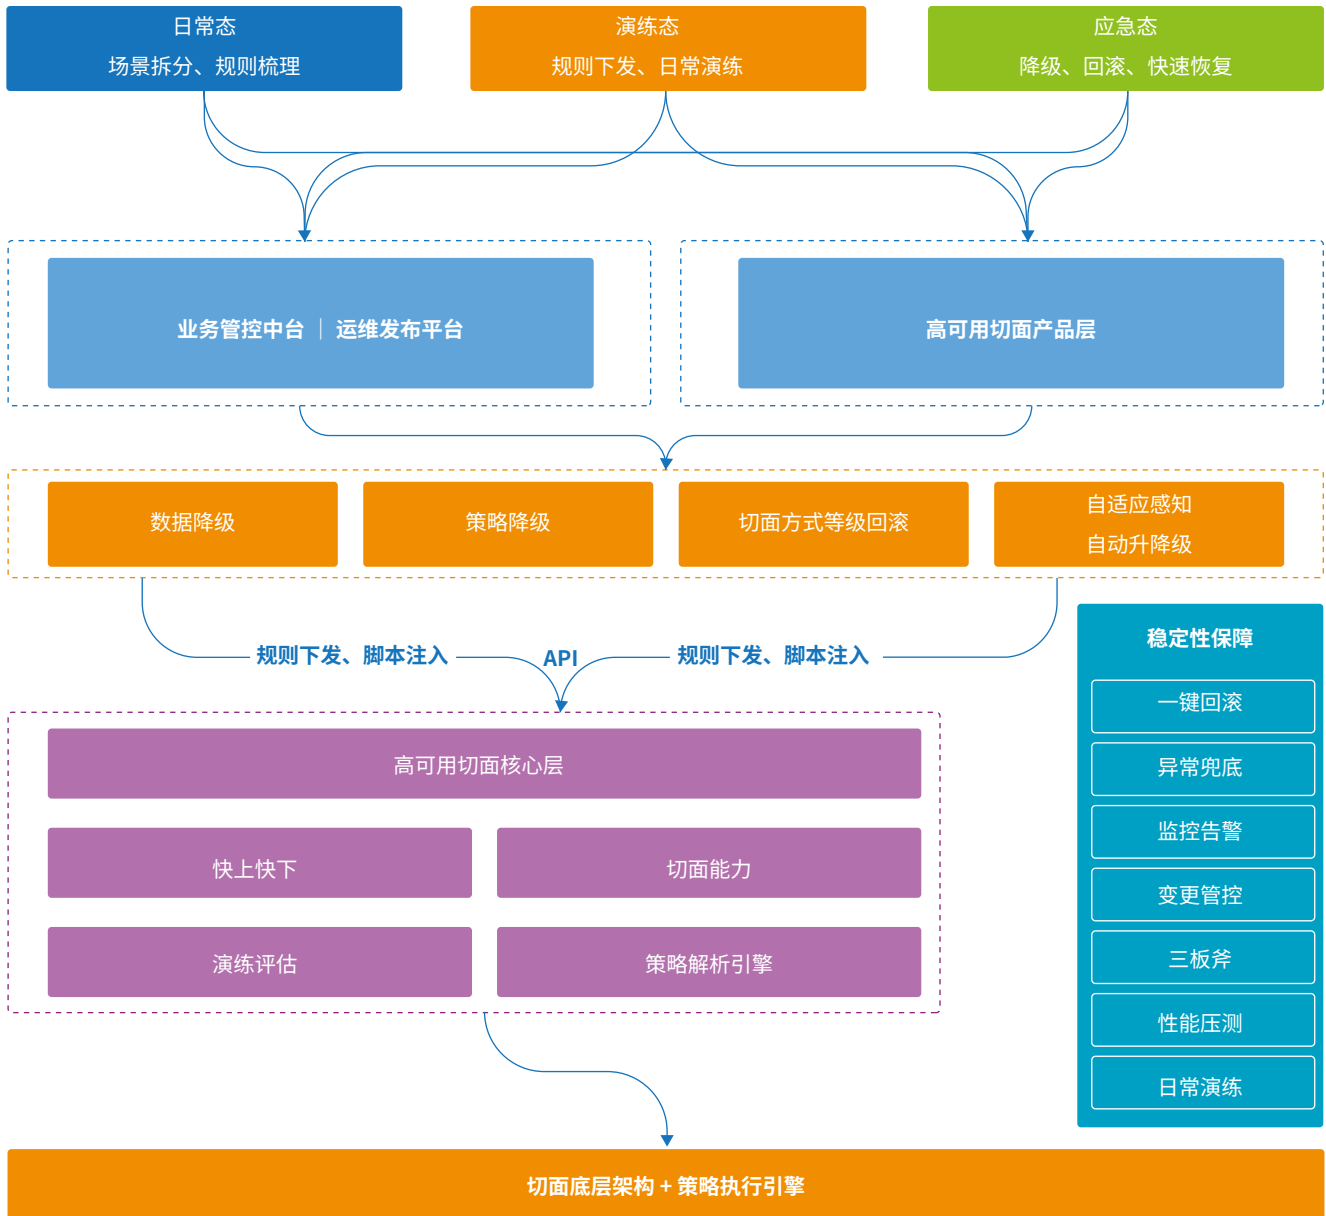 日常态
场景拆分、规则梳理
演练态
规则下发、日常演练
应急态
降级、回滚、快速恢复
业务管控中台 | 运维发布平台
高可用切面产品层
数据降级
策略降级
切面方式等级回滚
自适应感知
自动升降级
规则下发、脚本注入
API
规则下发、脚本注入
高可用切面核心层
快上快下
切面能力
演练评估
策略解析引擎
稳定性保障
一键回滚
异常兜底
监控告警
变更管控
三板斧
性能压测
日常演练
切面底层架构 + 策略执行引擎